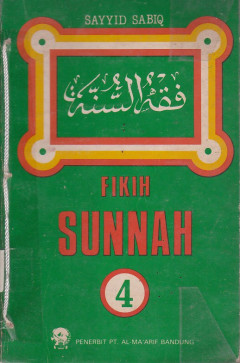 SAYYID SABIQ
فقه السنة
FIKIH
SUNNAH
4
PENERBIT PT. AL-MA'ARIF BANDUNG